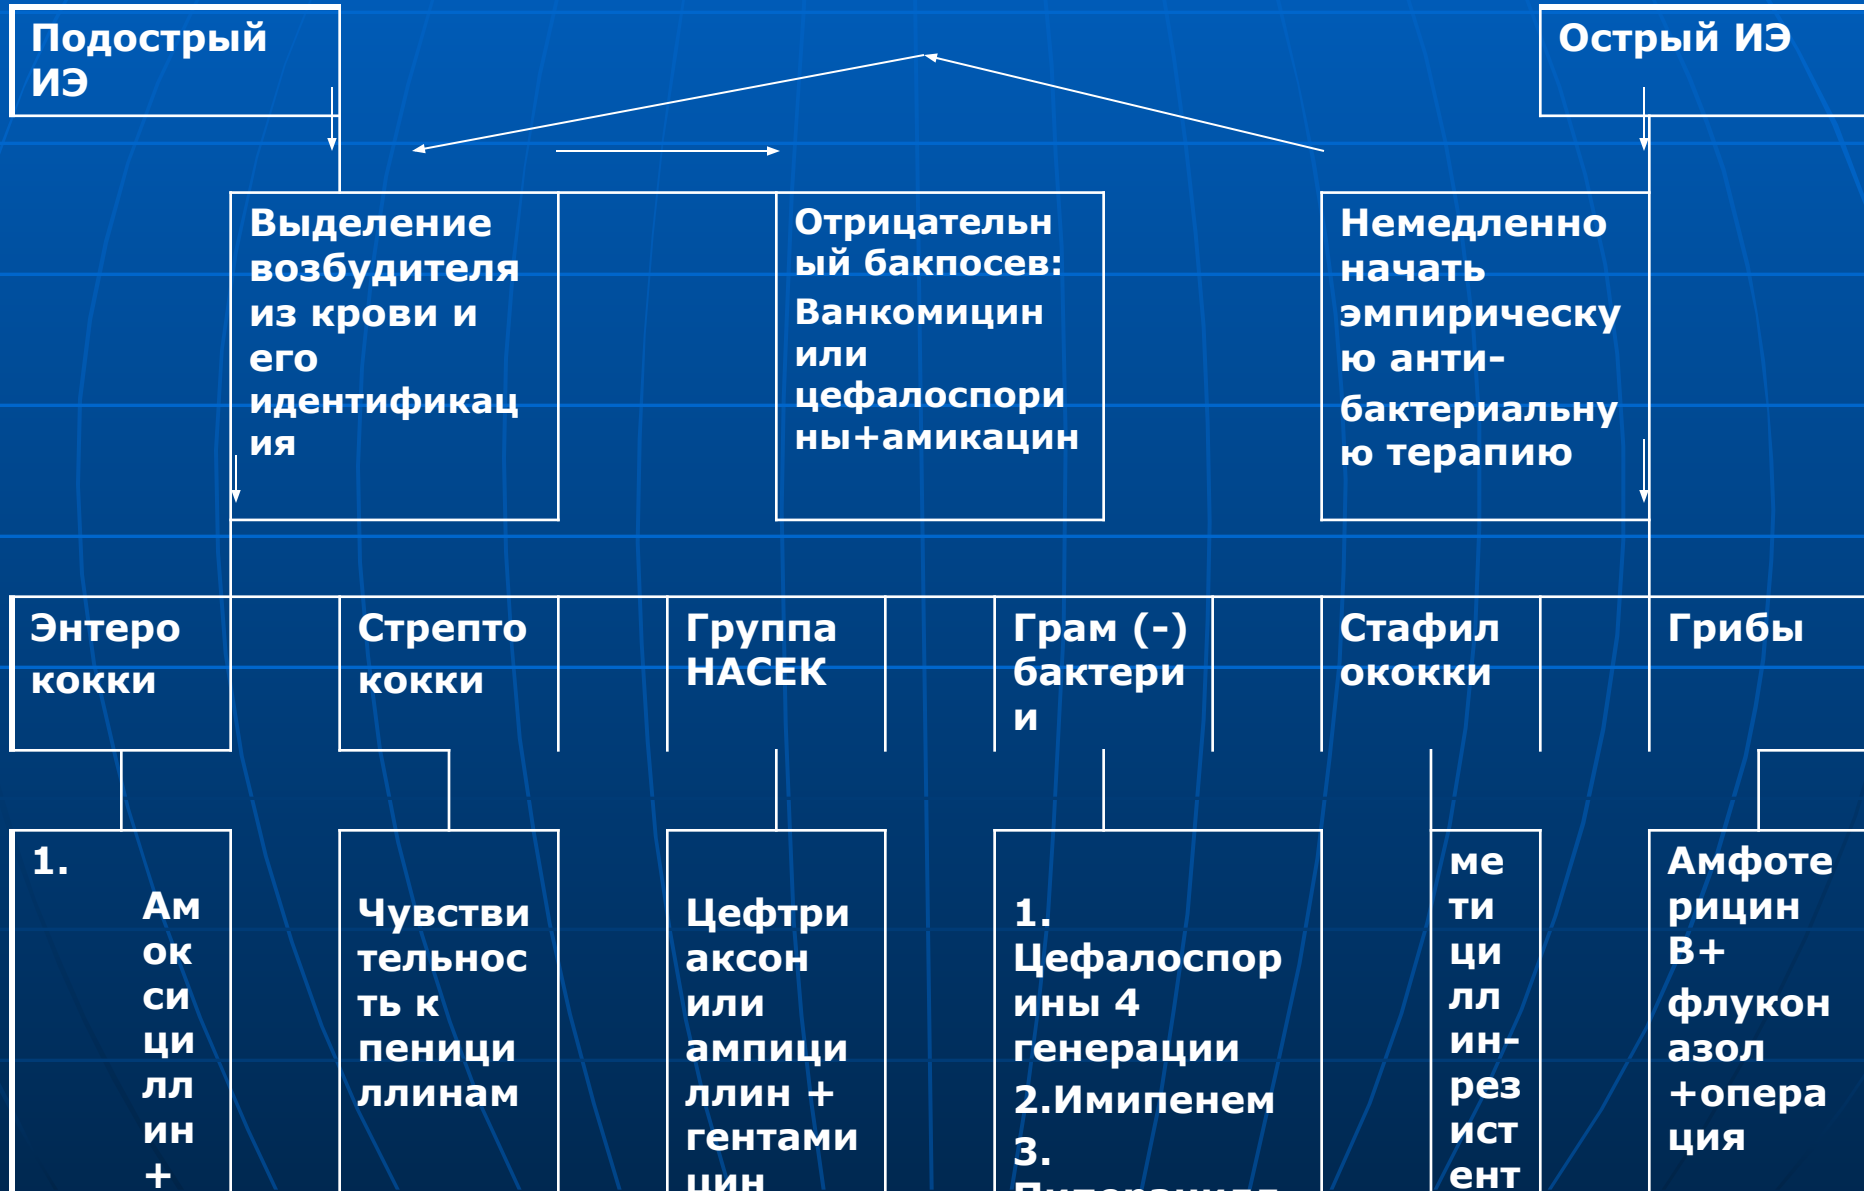 Подострый
ИЭ
Острый ИЭ
Выделение
возбудителя
из крови и
его
идентификац
ия
Отрицательн
ый бакпосев:
Ванкомицин
или
цефалоспори
ны+амикацин
Немедленно
начать
эмпирическу
ю анти-
бактериальну
ю терапию
Энтеро
кокки
Стрепто
кокки
Группа
НАСЕК
Грам (-)
бактери
и
Стафил
ококки
Грибы
1.
Ам
ок
си
ци
лл
ин
+
Чувстви
тельнос
ть к
пеници
ллинам
Цефтри
аксон
или
ампици
ллин +
гентами
цин
1.
Цефалоспор
ины 4
генерации
2.Имипенем
3.
ме
ти
ци
лл
ин-
рез
ист
ент
Амфоте
рицин
В+
флукон
азол
+опера
ция